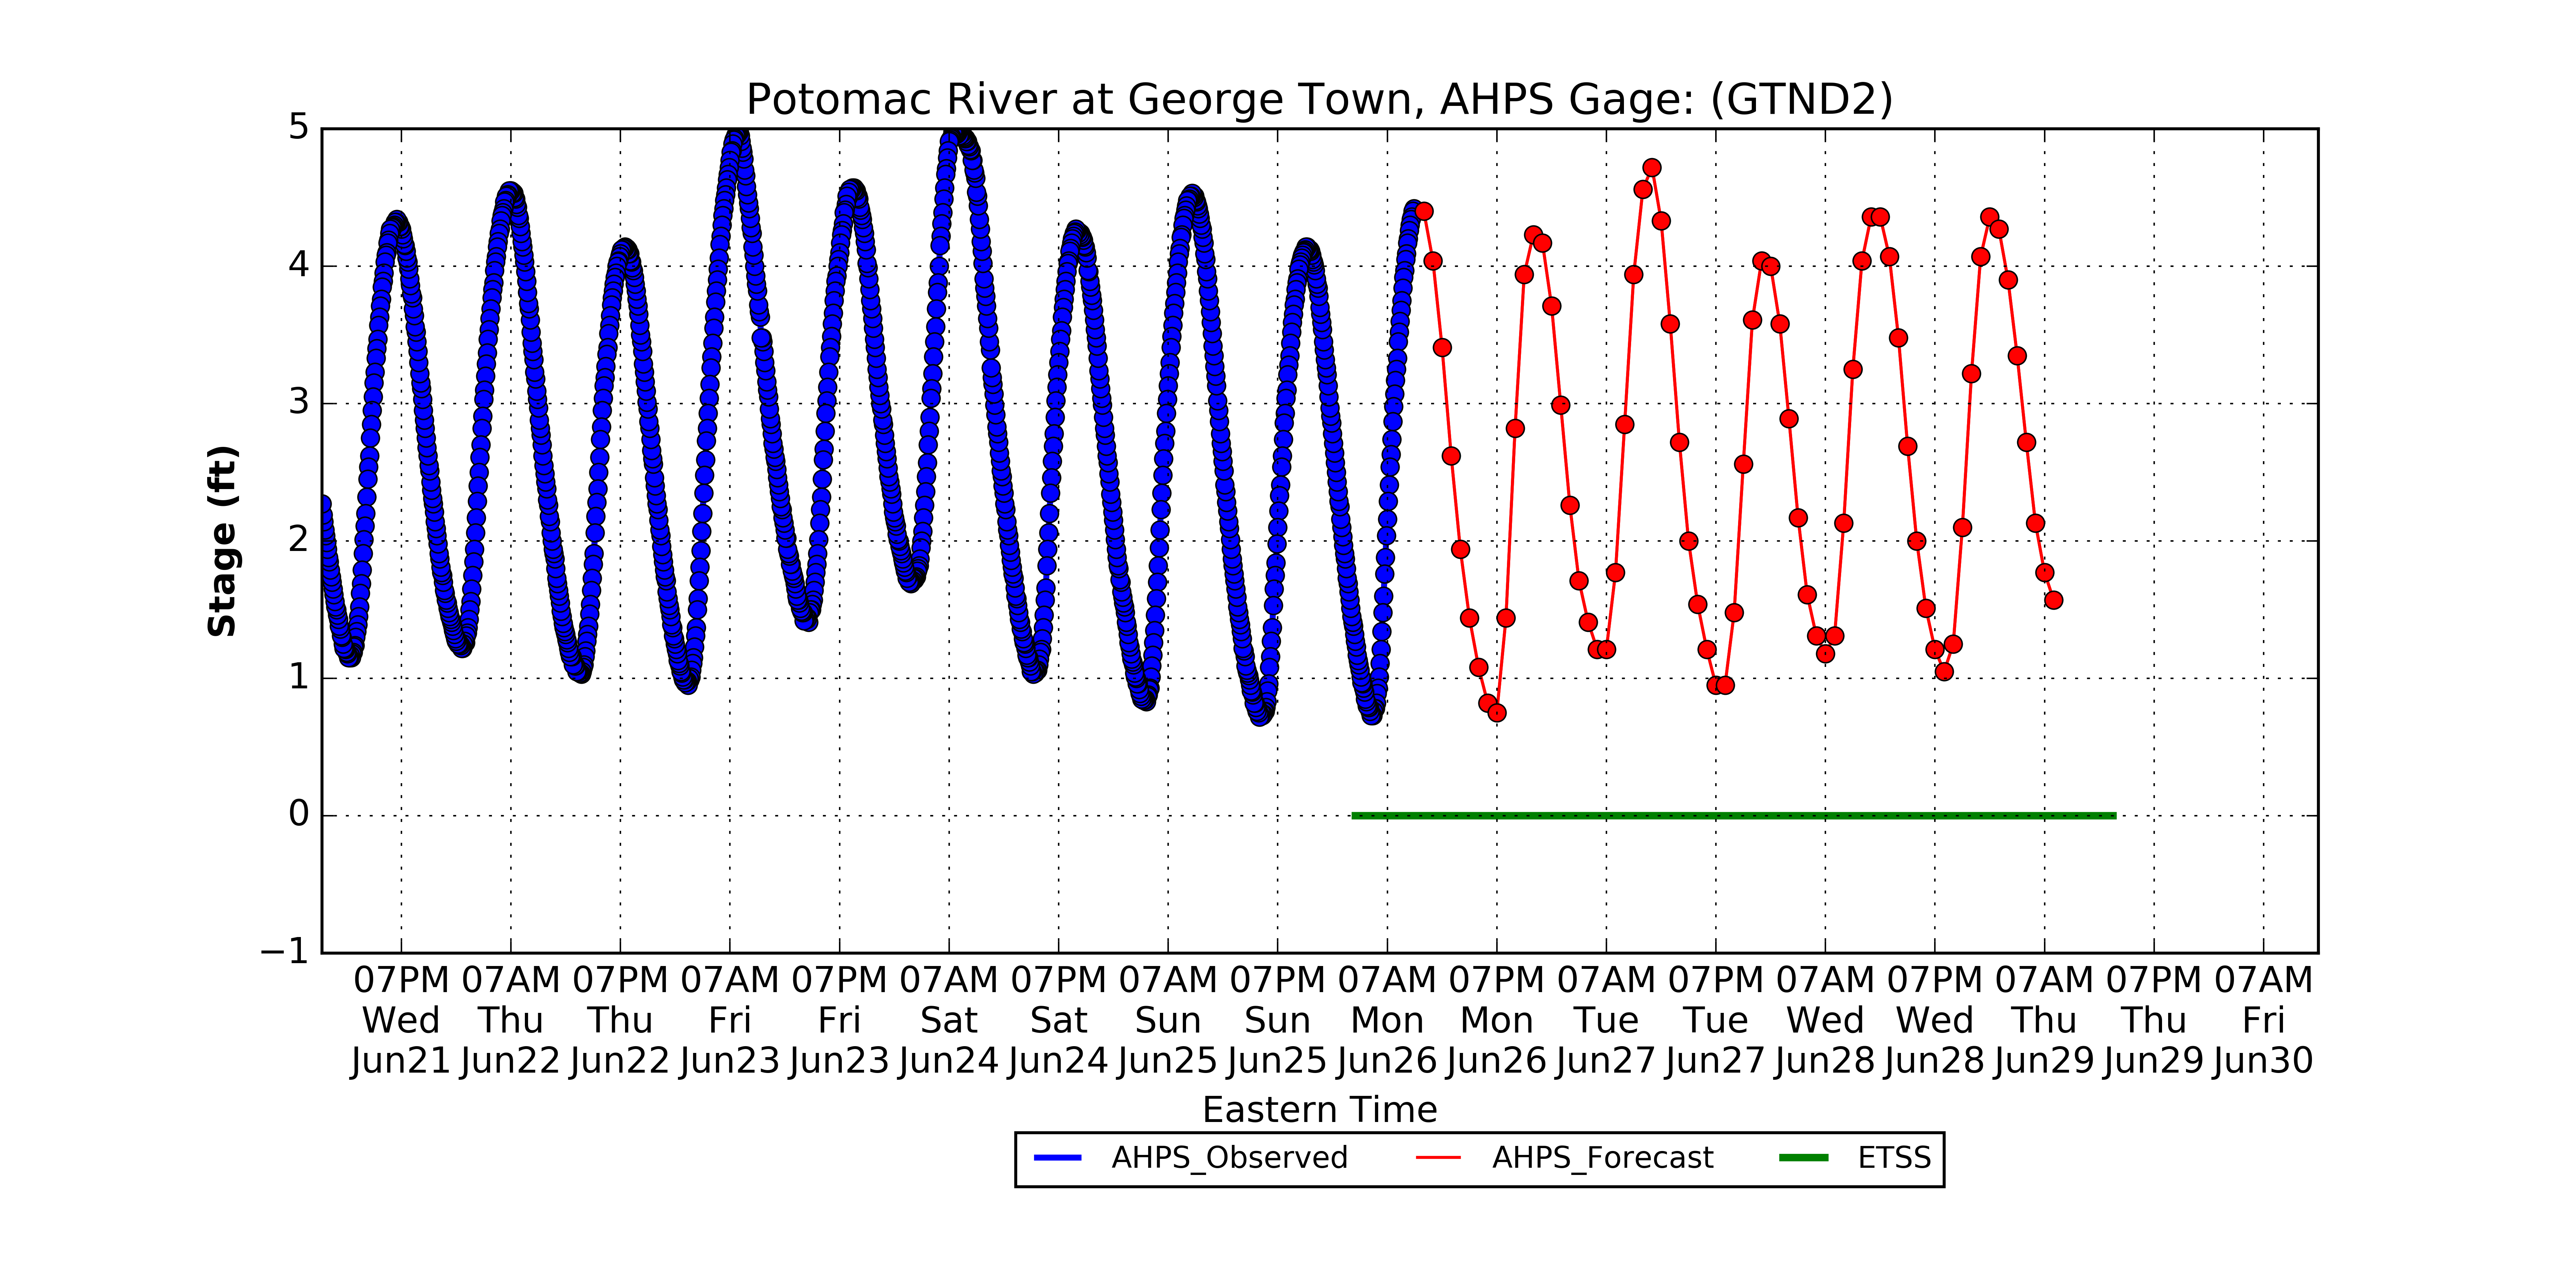 Potomac River at George Town, AHPS Gage: (GTND2)
Stage (ft)
5
4
3
2
1
0
−1
07PM 07AM 07PM 07AM 07PM 07AM 07PM 07AM 07PM 07AM 07PM 07AM 07PM 07AM 07PM 07AM 07PM 07AM
Wed Thu Thu Fri Fri Sat Sat Sun Sun Mon Mon Tue Tue Wed Wed Thu Thu Fri
Jun21 Jun22 Jun22 Jun23 Jun23 Jun24 Jun24 Jun25 Jun25 Jun26 Jun26 Jun27 Jun27 Jun28 Jun28 Jun29 Jun29 Jun30
Eastern Time
AHPS_Observed AHPS_Forecast ETSS